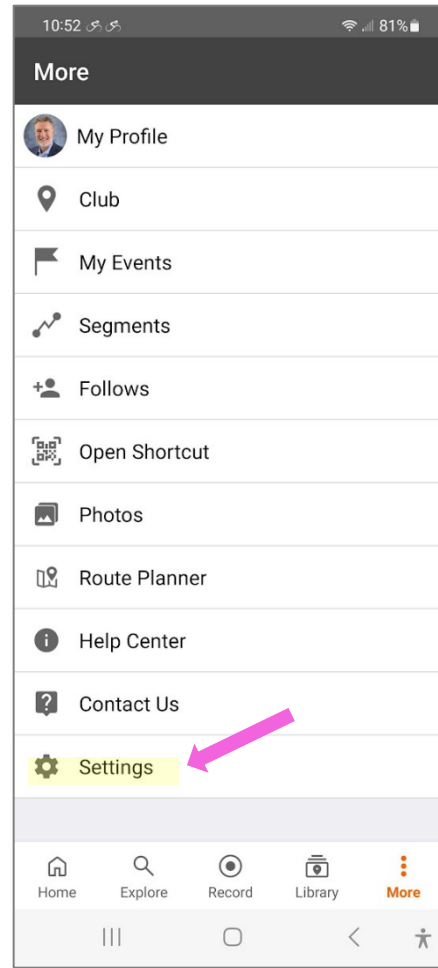 10:52 81%
More
My Profile
Club
My Events
Segments
Follows
Open Shortcut
Photos
Route Planner
Help Center
Contact Us
Settings
Home Explore Record Library More